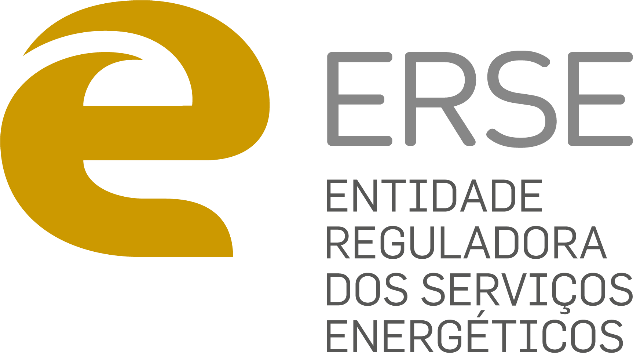 ERSE
ENTIDADE
REGULADORA
DOS SERVIÇOS
ENERGÉTICOS